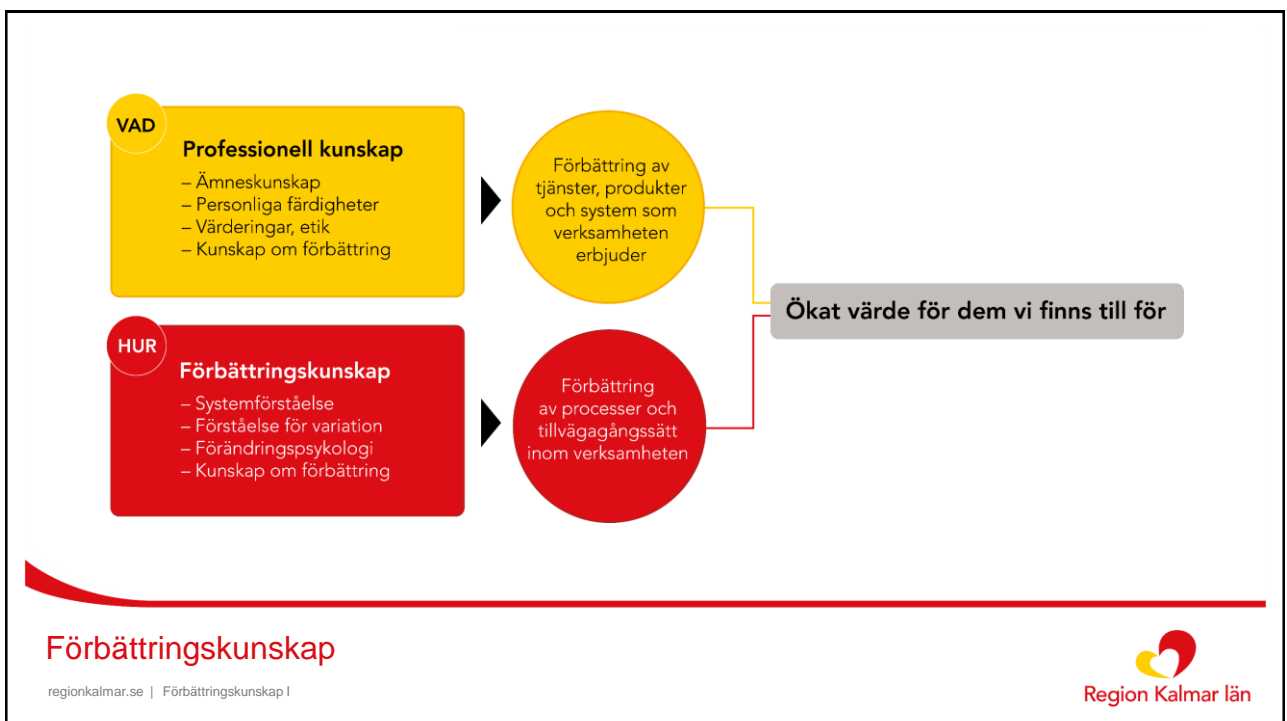 VAD
Professionell kunskap
– Ämneskunskap
– Personliga färdigheter
– Värderingar, etik
– Kunskap om förbättring
Förbättring av
tjänster, produkter
och system som
verksamheten
erbjuder
HUR
Förbättringskunskap
– Systemförståelse
– Förståelse för variation
– Förändringspsykologi
– Kunskap om förbättring
Förbättring
av processer och
tillvägagångssätt
inom verksamheten
Ökat värde för dem vi finns till för
Förbättringskunskap
regionkalmar.se | Förbättringskunskap I
Region Kalmar län